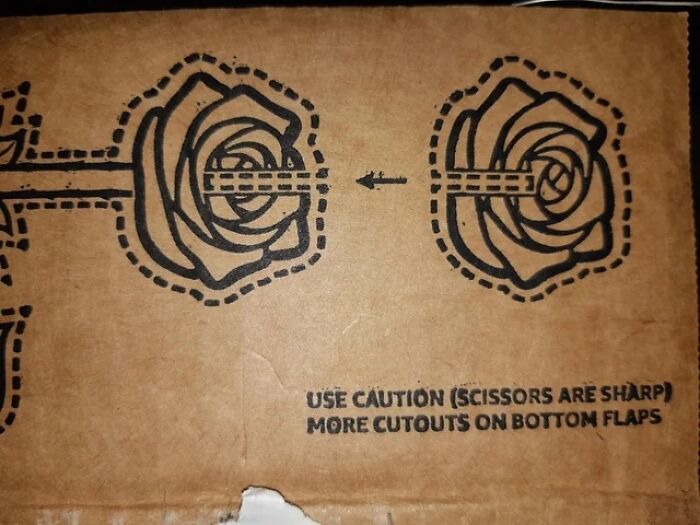 USE CAUTION (SCISSORS ARE SHARP)
MORE CUTOUTS ON BOTTOM FLAPS